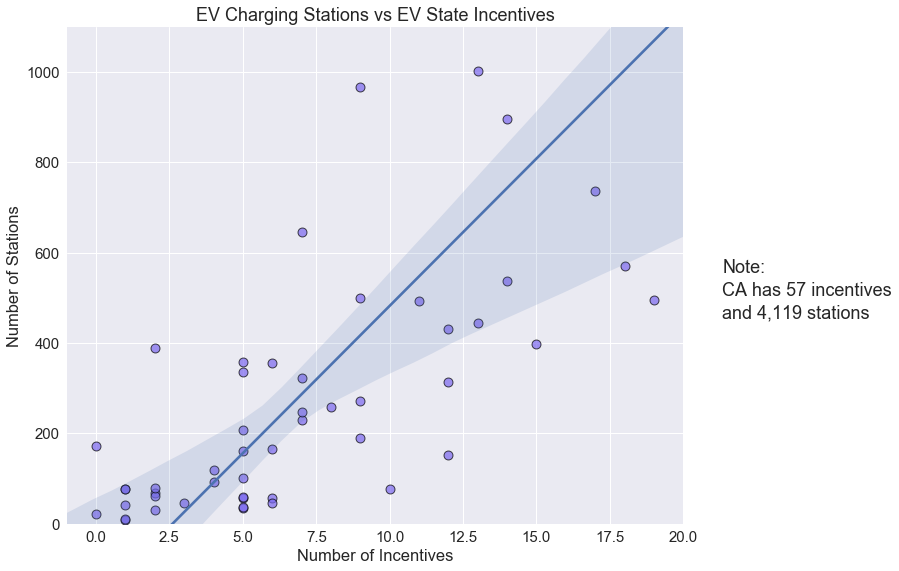 EV Charging Stations vs EV State Incentives
1000
800
600
400
200
0
Number of Stations
0.0 2.5 5.0 7.5 10.0 12.5 15.0 17.5 20.0
Number of Incentives
Note:
CA has 57 incentives
and 4,119 stations